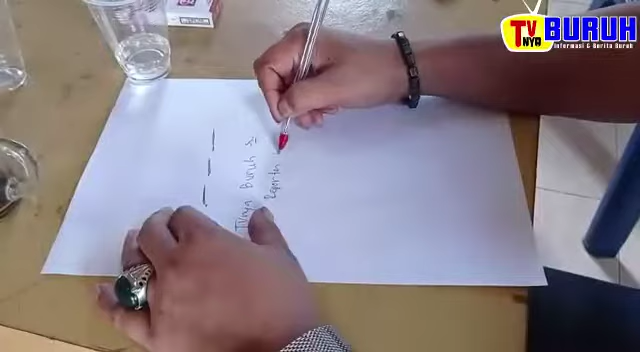 TV NYA BURUH
Informasi & Berita Buruh
TVnya Buruh :
Reporter :